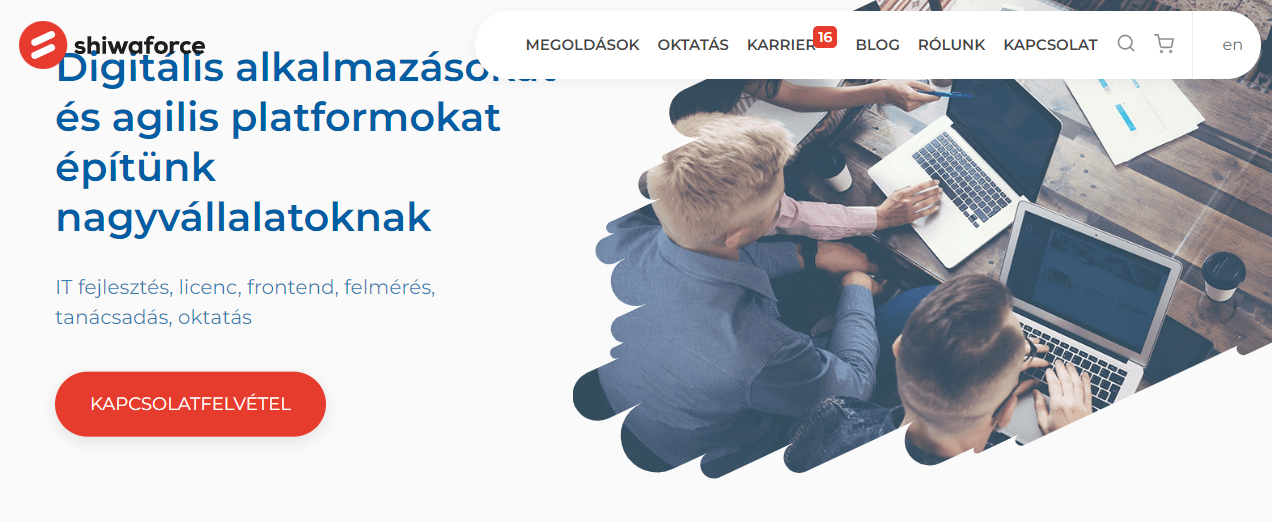 shiwaforce
MEGOLDÁSOK OKTATÁS KARRIER 16 BLOG RÓLUNK KAPCSOLAT en
Digitális alkalmazásokat
és agilis platformokat
építünk
nagyvállalatoknak
IT fejlesztés, licenc, frontend, felmérés,
tanácsadás, oktatás
KAPCSOLATFELVÉTEL